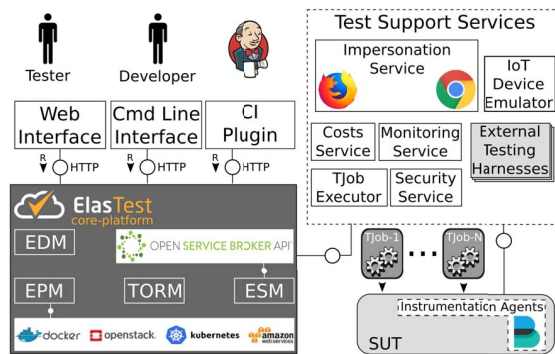 Tester
Developer
Web
Interface
Cmd Line
Interface
CI
Plugin
R
HTTP
R
HTTP
R
HTTP
ElasTest
core-platform
EDM
OPEN SERVICE BROKER API
EPM
TORM
ESM
docker
openstack.
kubernetes
amazon
web services
Test Support Services
Impersonation
Service
IoT
Device
Emulator
Costs
Service
Monitoring
Service
External
Testing
Harnesses
TJob
Executor
Security
Service
TJob-1
...
TJob-N
Instrumentation Agents
SUT